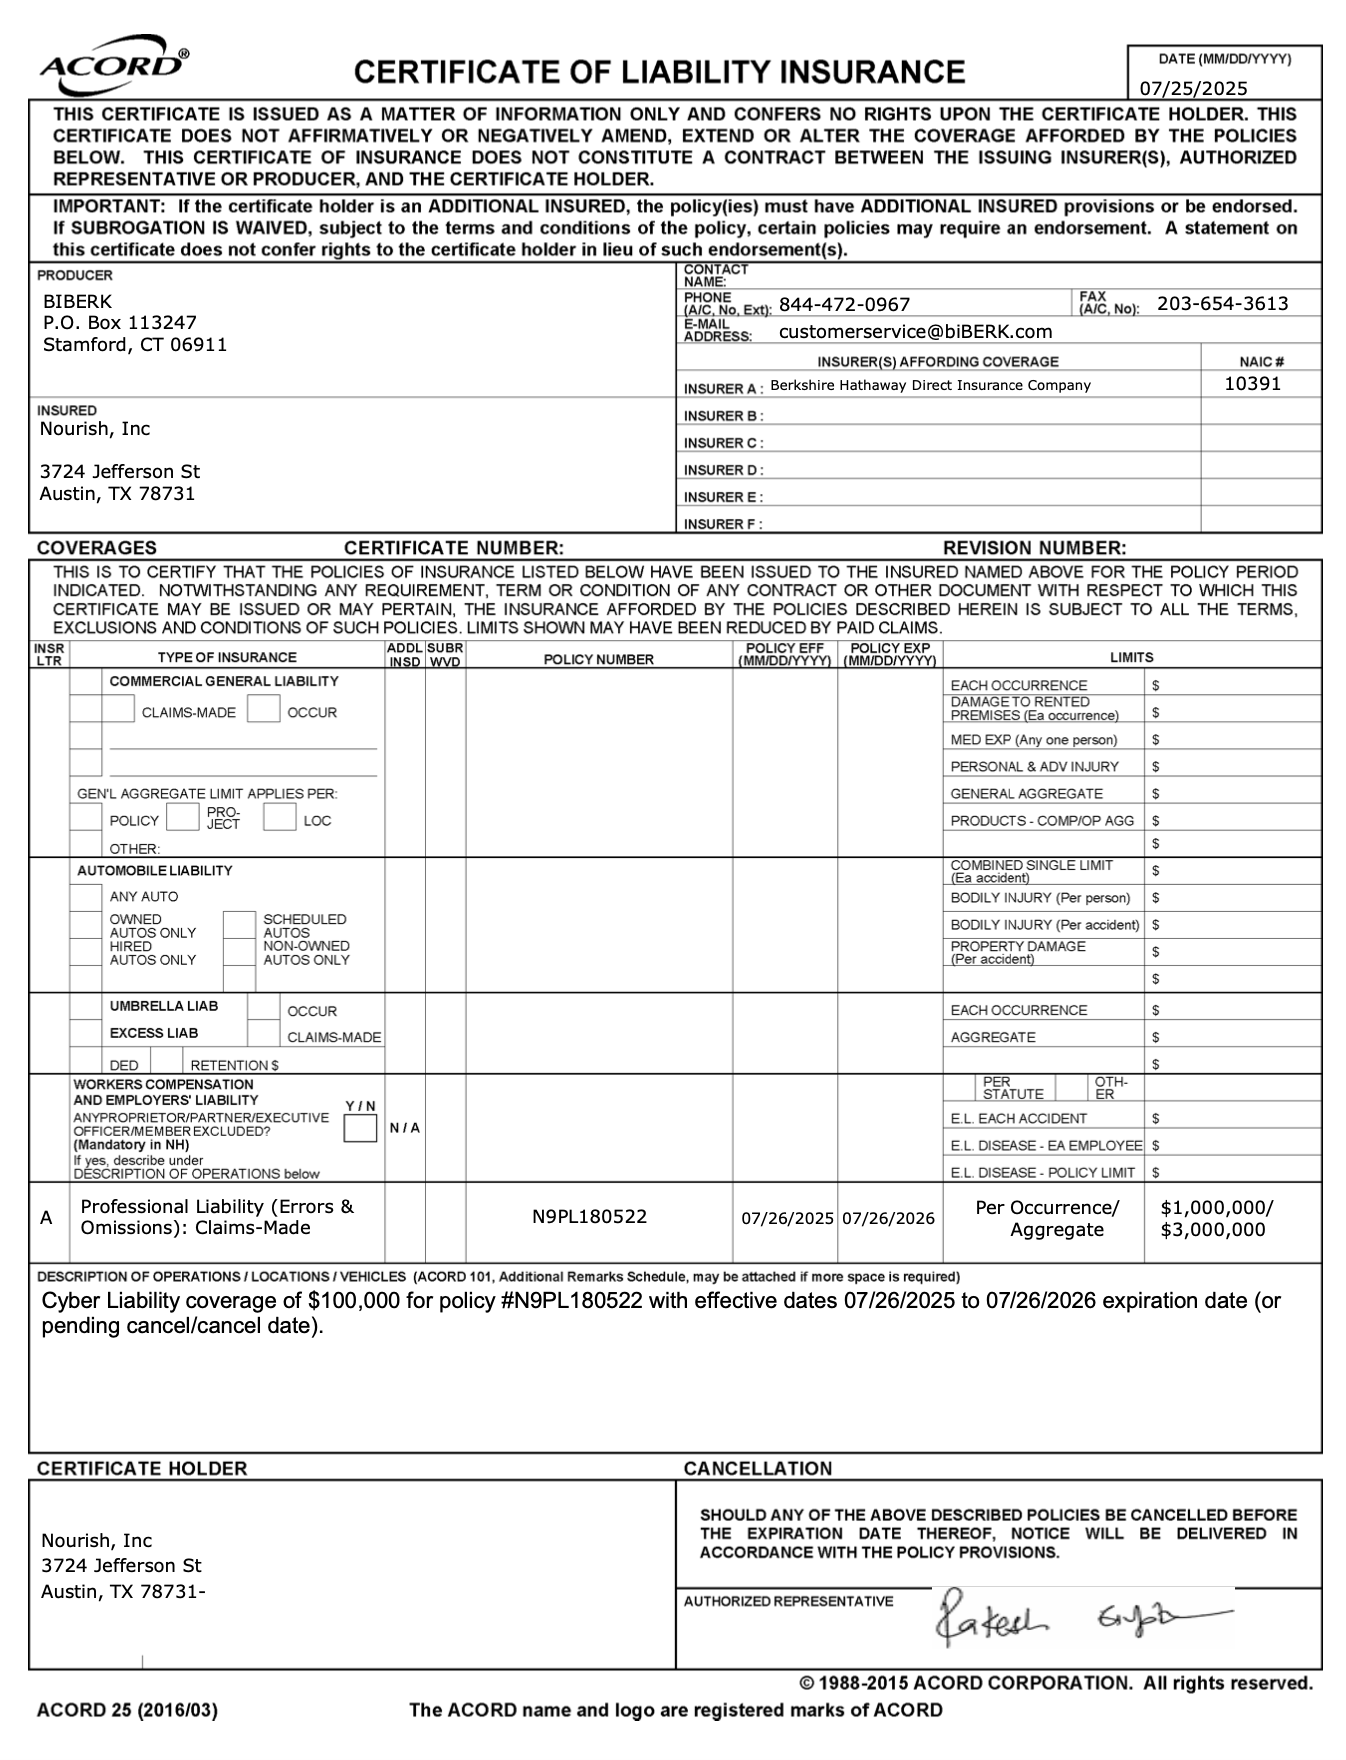 ACORD®
CERTIFICATE OF LIABILITY INSURANCE
DATE (MM/DD/YYYY)
07/25/2025
THIS CERTIFICATE IS ISSUED AS A MATTER OF INFORMATION ONLY AND CONFERS NO RIGHTS UPON THE CERTIFICATE HOLDER. THIS
CERTIFICATE DOES NOT AFFIRMATIVELY OR NEGATIVELY AMEND, EXTEND OR ALTER THE COVERAGE AFFORDED BY THE POLICIES
BELOW. THIS CERTIFICATE OF INSURANCE DOES NOT CONSTITUTE A CONTRACT BETWEEN THE ISSUING INSURER(S), AUTHORIZED
REPRESENTATIVE OR PRODUCER, AND THE CERTIFICATE HOLDER.
IMPORTANT: If the certificate holder is an ADDITIONAL INSURED, the policy(ies) must have ADDITIONAL INSURED provisions or be endorsed.
If SUBROGATION IS WAIVED, subject to the terms and conditions of the policy, certain policies may require an endorsement. A statement on
this certificate does not confer rights to the certificate holder in lieu of such endorsement(s).
PRODUCER
BIBERK
P.O. Box 113247
Stamford, CT 06911
CONTACT
NAME:
PHONE
(A/C, No, Ext): 844-472-0967
FAX
(A/C, No): 203-654-3613
E-MAIL
ADDRESS: customerservice@biBERK.com
INSURER(S) AFFORDING COVERAGE NAIC #
INSURER A : Berkshire Hathaway Direct Insurance Company 10391
INSURED
Nourish, Inc
3724 Jefferson St
Austin, TX 78731
INSURER B :
INSURER C :
INSURER D :
INSURER E :
INSURER F :
COVERAGES CERTIFICATE NUMBER: REVISION NUMBER:
THIS IS TO CERTIFY THAT THE POLICIES OF INSURANCE LISTED BELOW HAVE BEEN ISSUED TO THE INSURED NAMED ABOVE FOR THE POLICY PERIOD
INDICATED. NOTWITHSTANDING ANY REQUIREMENT, TERM OR CONDITION OF ANY CONTRACT OR OTHER DOCUMENT WITH RESPECT TO WHICH THIS
CERTIFICATE MAY BE ISSUED OR MAY PERTAIN, THE INSURANCE AFFORDED BY THE POLICIES DESCRIBED HEREIN IS SUBJECT TO ALL THE TERMS,
EXCLUSIONS AND CONDITIONS OF SUCH POLICIES. LIMITS SHOWN MAY HAVE BEEN REDUCED BY PAID CLAIMS.
INSR
LTR
TYPE OF INSURANCE
ADDL
INSD
SUBR
WVD
POLICY NUMBER
POLICY EFF
(MM/DD/YYYY)
POLICY EXP
(MM/DD/YYYY)
LIMITS
COMMERCIAL GENERAL LIABILITY
CLAIMS-MADE OCCUR
GEN'L AGGREGATE LIMIT APPLIES PER:
POLICY
PRO-
JECT
LOC
OTHER:
EACH OCCURRENCE $
DAMAGE TO RENTED
PREMISES (Ea occurrence) $
MED EXP (Any one person) $
PERSONAL & ADV INJURY $
GENERAL AGGREGATE $
PRODUCTS - COMP/OP AGG $
$
AUTOMOBILE LIABILITY
ANY AUTO
OWNED
AUTOS ONLY
SCHEDULED
AUTOS
HIRED
AUTOS ONLY
NON-OWNED
AUTOS ONLY
COMBINED SINGLE LIMIT
(Ea accident) $
BODILY INJURY (Per person) $
BODILY INJURY (Per accident) $
PROPERTY DAMAGE
(Per accident) $
$
UMBRELLA LIAB OCCUR
EXCESS LIAB CLAIMS-MADE
DED RETENTION $
EACH OCCURRENCE $
AGGREGATE $
$
WORKERS COMPENSATION
AND EMPLOYERS' LIABILITY
Y / N
ANYPROPRIETOR/PARTNER/EXECUTIVE
OFFICER/MEMBER EXCLUDED?
(Mandatory in NH)
If yes, describe under
DESCRIPTION OF OPERATIONS below
N / A
PER
STATUTE
OTH-
ER
E.L. EACH ACCIDENT $
E.L. DISEASE - EA EMPLOYEE $
E.L. DISEASE - POLICY LIMIT $
A
Professional Liability (Errors &
Omissions): Claims-Made
N9PL180522
07/26/2025
07/26/2026
Per Occurrence/
Aggregate
$1,000,000/
$3,000,000
DESCRIPTION OF OPERATIONS / LOCATIONS / VEHICLES (ACORD 101, Additional Remarks Schedule, may be attached if more space is required)
Cyber Liability coverage of $100,000 for policy #N9PL180522 with effective dates 07/26/2025 to 07/26/2026 expiration date (or
pending cancel/cancel date).
CERTIFICATE HOLDER
Nourish, Inc
3724 Jefferson St
Austin, TX 78731-
CANCELLATION
SHOULD ANY OF THE ABOVE DESCRIBED POLICIES BE CANCELLED BEFORE
THE EXPIRATION DATE THEREOF, NOTICE WILL BE DELIVERED IN
ACCORDANCE WITH THE POLICY PROVISIONS.
AUTHORIZED REPRESENTATIVE
Rakesh Gupta
© 1988-2015 ACORD CORPORATION. All rights reserved.
ACORD 25 (2016/03)
The ACORD name and logo are registered marks of ACORD